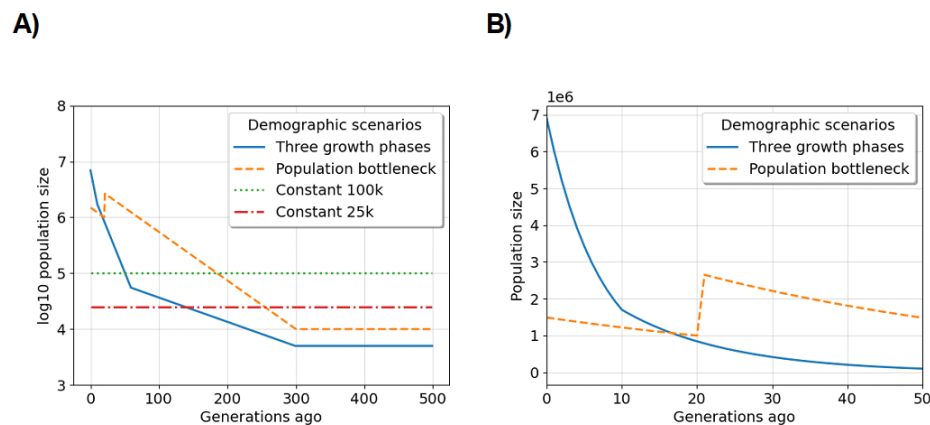 A)
8
7
6
5
4
3
log10 population size
0
100
200
300
400
500
Generations ago
Demographic scenarios
Three growth phases
Population bottleneck
Constant 100k
Constant 25k
B)
1e6
7
6
5
4
3
2
1
0
Population size
0
10
20
30
40
50
Generations ago
Demographic scenarios
Three growth phases
Population bottleneck